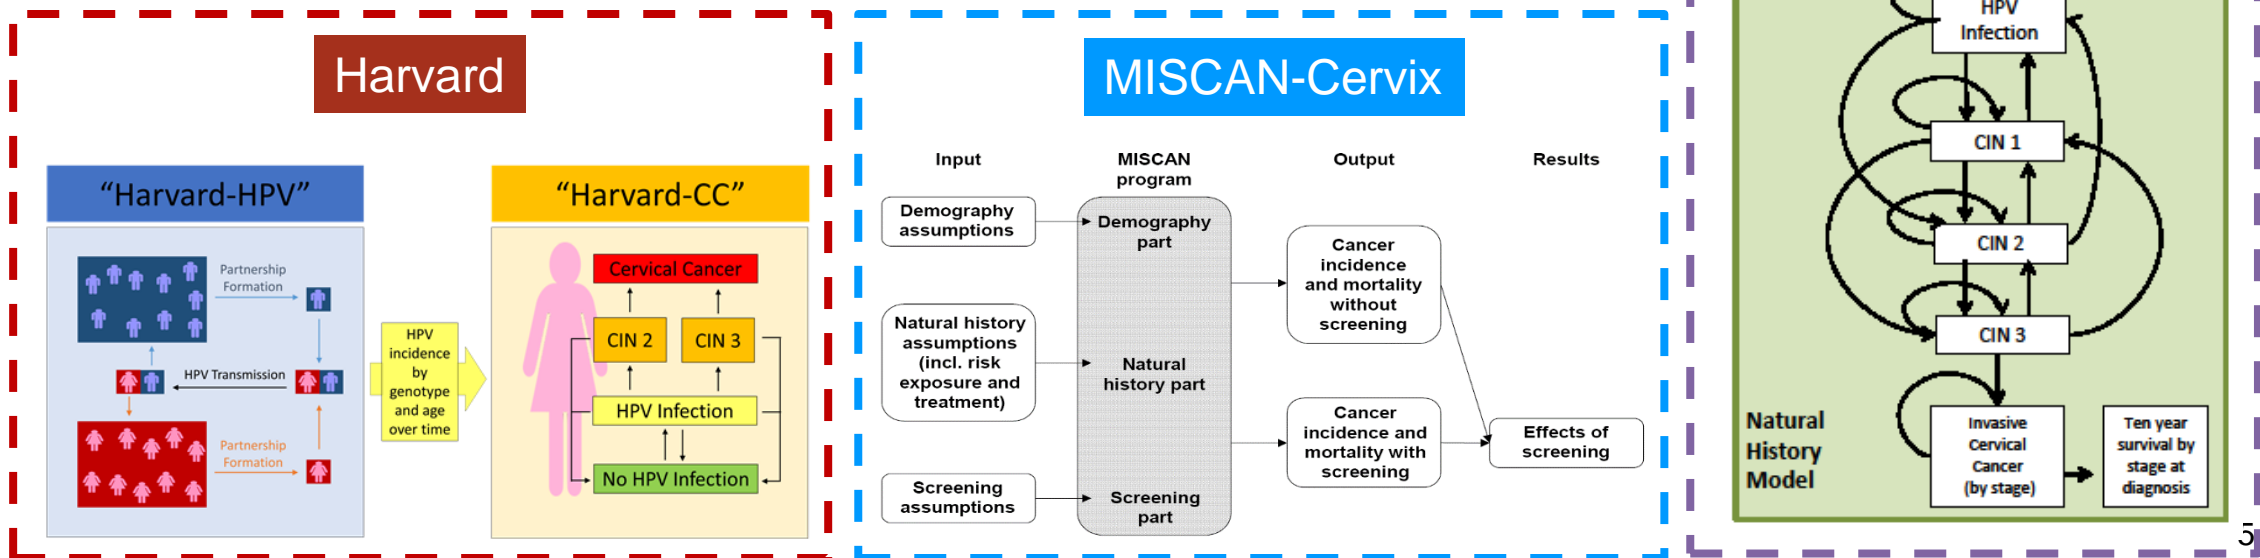 Harvard
"Harvard-HPV"
Partnership
Formation
HPV Transmission
Partnership
Formation
HPV
incidence
by
genotype
and age
over time
"Harvard-CC"
Cervical Cancer
CIN 2
CIN 3
HPV Infection
No HPV Infection
MISCAN-Cervix
Input
MISCAN
program
Output
Results
Demography
assumptions
Natural history
assumptions
(incl. risk
exposure and
treatment)
Screening
assumptions
Demography
part
Natural
history part
Screening
part
Cancer
incidence
and mortality
without
screening
Cancer
incidence and
mortality with
screening
Effects of
screening
HPV
Infection
CIN 1
CIN 2
CIN 3
Natural
History
Model
Invasive
Cervical
Cancer
(by stage)
Ten year
survival by
stage at
diagnosis
5